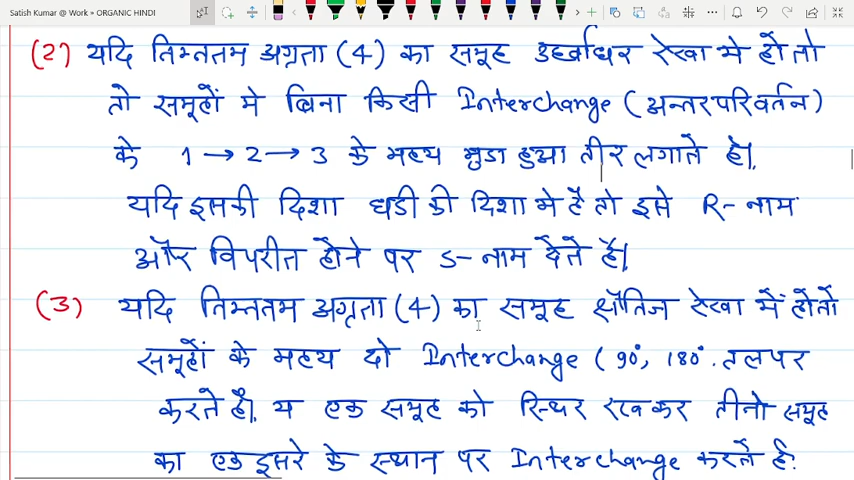 Satish Kumar @ Work » ORGANIC HINDI
(2) यदि निम्नतम अग्रता (4) का समूह उर्ध्वाधर रेखा मे हो तो
तो समूहों मे बिना किसी Interchange (अन्तरपरिवर्तन)
के 1 → 2 → 3 के मध्य मुडा हुआ तीर लगाते है।
यदि इसकी दिशा घडी की दिशा मे है तो इसे R- नाम
और विपरीत होने पर S- नाम देते है।
(3) यदि निम्नतम अग्रता (4) का समूह क्षैतिज रेखा में हो तो
समूहों के मध्य दो Interchange (90°, 180°. तलपर
करते है। य एक समूह को स्थिर रखकर तीनो समूह
का एक दूसरे के स्थान पर Interchange करते है।